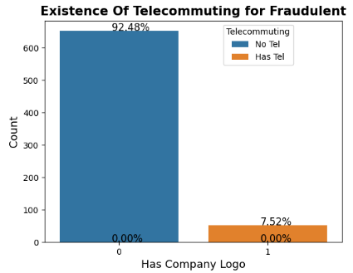 Existence Of Telecommuting for Fraudulent
Telecommuting
No Tel
Has Tel
92.48%
7.52%
0.00%
0.00%
600
500
400
300
200
100
0
Count
0
1
Has Company Logo